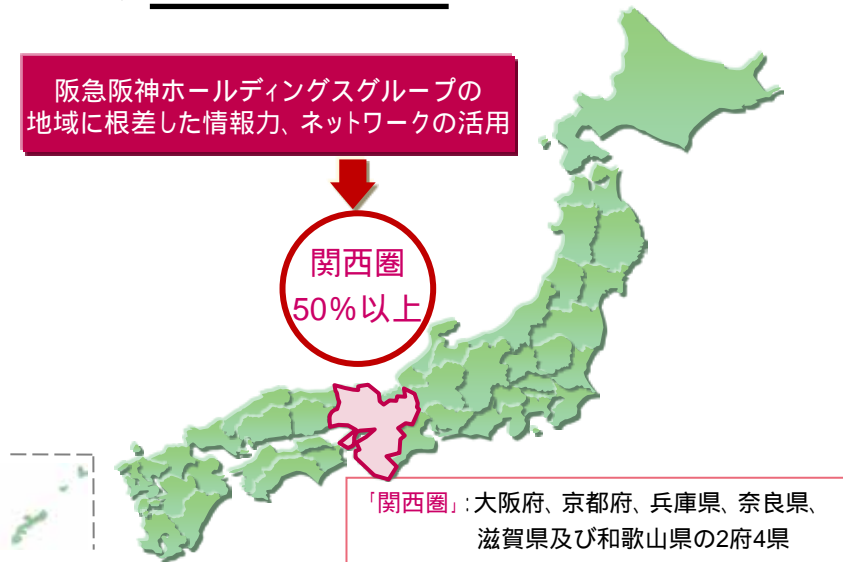 阪急阪神ホールディングスグループの
地域に根差した情報力、ネットワークの活用
関西圏
50%以上
「関西圏」:大阪府、京都府、兵庫県、奈良県、
滋賀県及び和歌山県の2府4県